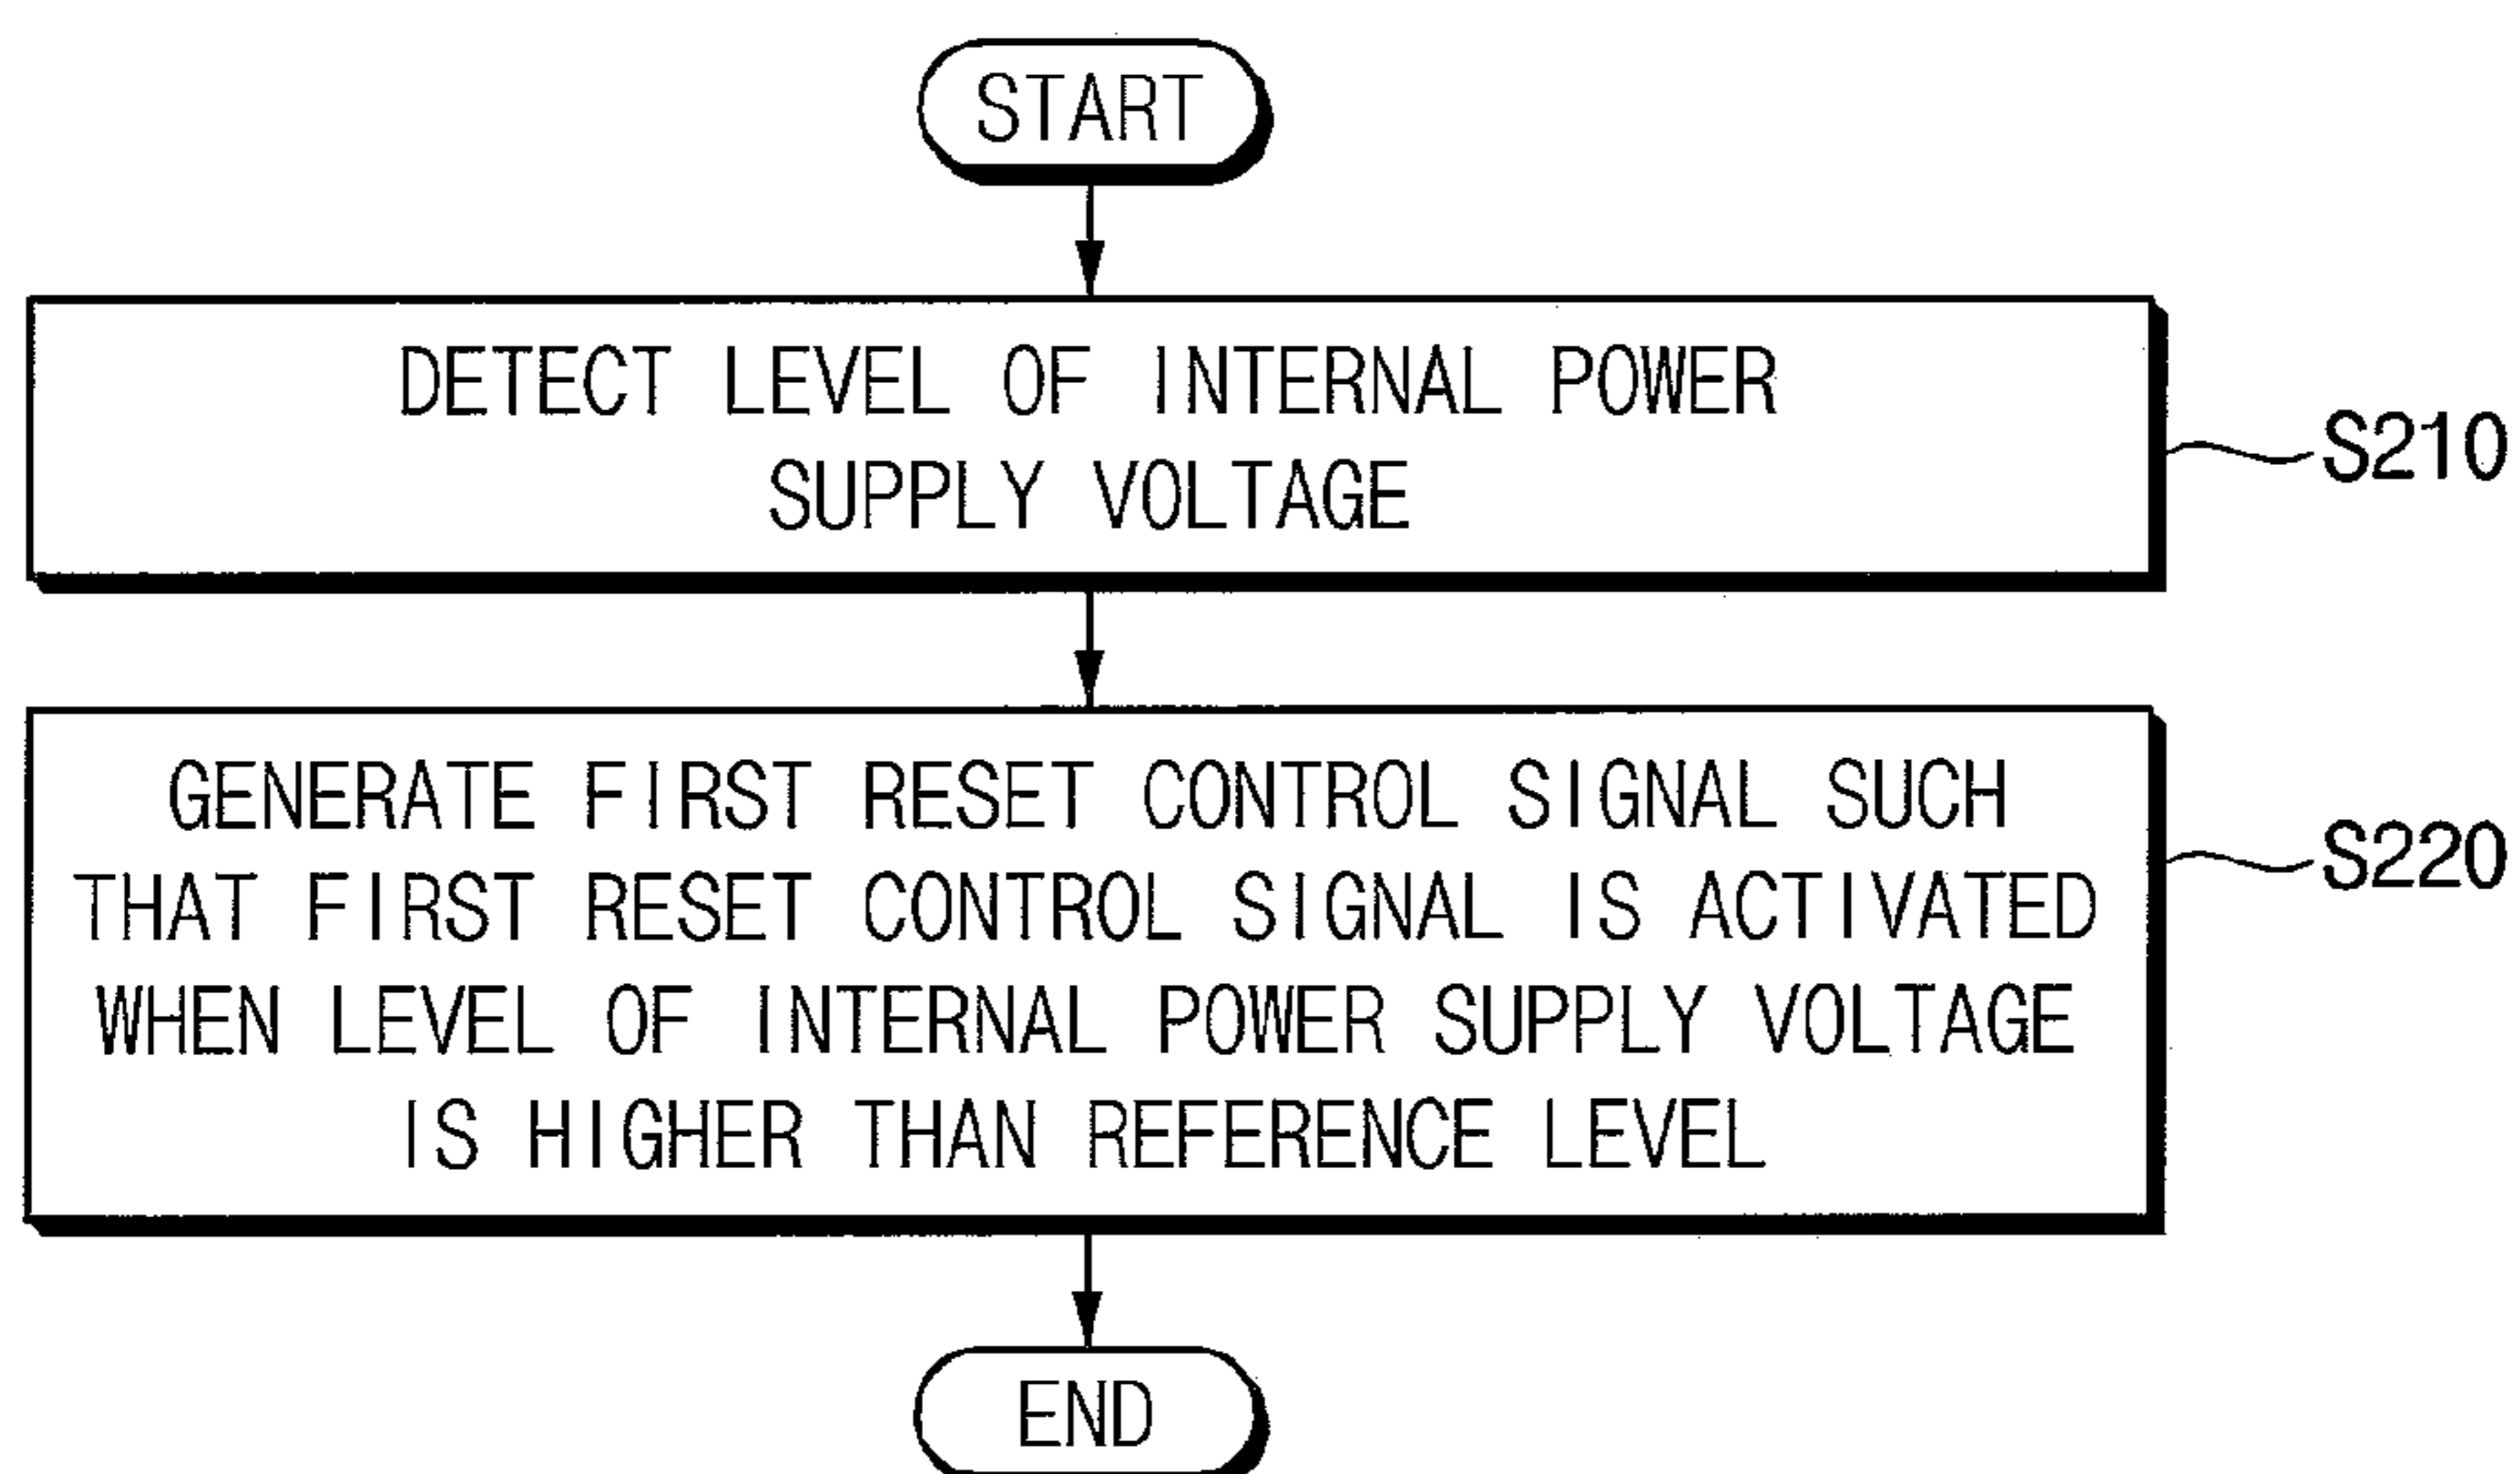 START
DETECT LEVEL OF INTERNAL POWER
SUPPLY VOLTAGE
S210
GENERATE FIRST RESET CONTROL SIGNAL SUCH
THAT FIRST RESET CONTROL SIGNAL IS ACTIVATED
WHEN LEVEL OF INTERNAL POWER SUPPLY VOLTAGE
IS HIGHER THAN REFERENCE LEVEL
S220
END